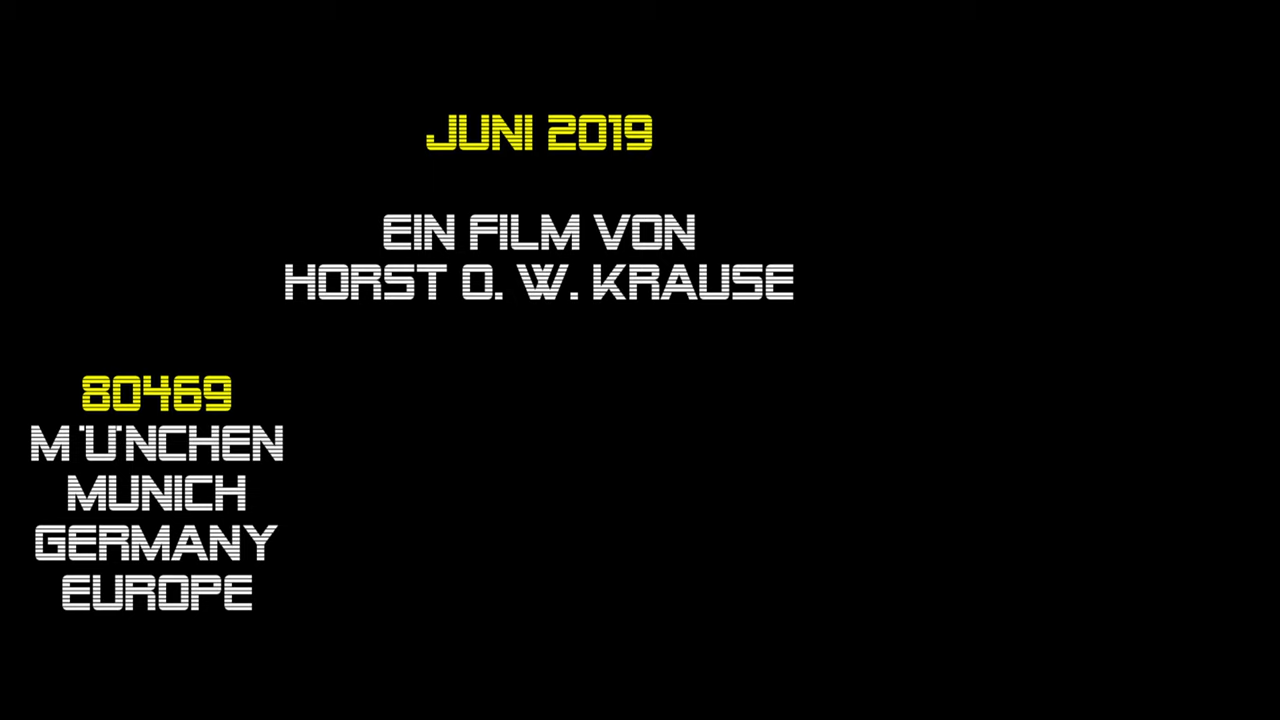 JUNI 2019
EIN FILM VON
HORST O. W. KRAUSE
80469
MÜNCHEN
MUNICH
GERMANY
EUROPE